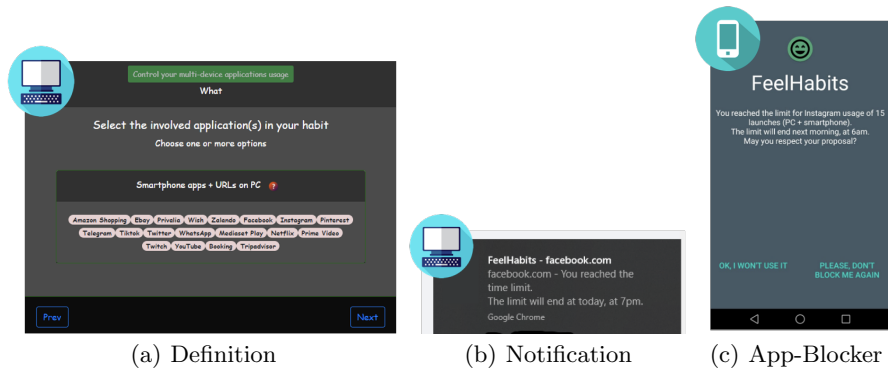 Control your multi-device applications usage
What
Select the involved application(s) in your habit
Choose one or more options
Smartphone apps + URLs on PC ?
Amazon Shopping Ebay Privalia Wish Zalando Facebook Instagram Pinterest
Telegram Tiktok Twitter WhatsApp Mediaset Play Netflix Prime Video
Twitch YouTube Booking Tripadvisor
Prev
Next
(a) Definition
FeelHabits - facebook.com
facebook.com - You reached the
time limit.
The limit will end at today, at 7pm.
Google Chrome
(b) Notification
FeelHabits
You reached the limit for Instagram usage of 15
launches (PC + smartphone).
The limit will end next morning, at 6am.
May you respect your proposal?
OK, I WON'T USE IT
PLEASE, DON'T
BLOCK ME AGAIN
(c) App-Blocker